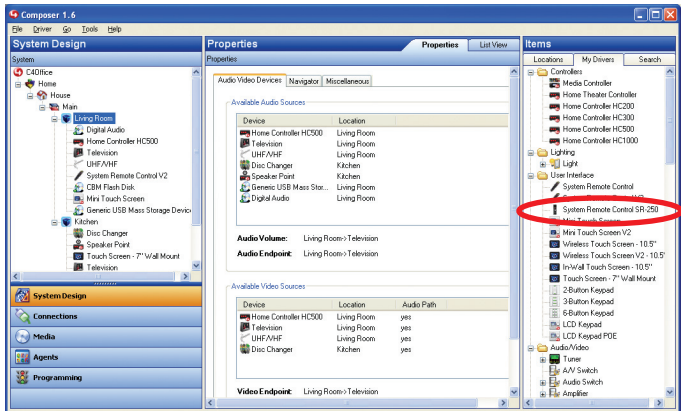 Composer 1.6
File Driver Go Tools Help
System Design
System
C4Office
Home
House
Main
Living Room
Digital Audio
Home Controller HC500
Television
UHF/VHF
System Remote Control V2
CBM Flash Disk
Mini Touch Screen
Generic USB Mass Storage Device
Kitchen
Disc Changer
Speaker Point
Touch Screen - 7" Wall Mount
Television
System Design
Connections
Media
Agents
Programming
Properties
Properties List View
Properties
Audio Video Devices Navigator Miscellaneous
Available Audio Sources
Device Location
Home Controller HC500 Living Room
Television Living Room
UHF/VHF Living Room
Disc Changer Kitchen
Speaker Point Kitchen
Generic USB Mass Stor... Living Room
Digital Audio Living Room
Audio Volume: Living Room->Television
Audio Endpoint: Living Room->Television
Available Video Sources
Device Location Audio Path
Home Controller HC500 Living Room yes
Television Living Room yes
UHF/VHF Living Room yes
Disc Changer Kitchen yes
Video Endpoint: Living Room->Television
Items
Locations My Drivers Search
Controllers
Media Controller
Home Theater Controller
Home Controller HC200
Home Controller HC300
Home Controller HC500
Home Controller HC1000
Lighting
Light
User Interface
System Remote Control
System Remote Control SR-250
Mini Touch Screen
Mini Touch Screen V2
Wireless Touch Screen - 10.5"
Wireless Touch Screen V2 - 10.5"
In-Wall Touch Screen - 10.5"
Touch Screen - 7" Wall Mount
2-Button Keypad
3-Button Keypad
6-Button Keypad
LCD Keypad
LCD Keypad POE
Audio/Video
Tuner
A/V Switch
Audio Switch
Amplifier